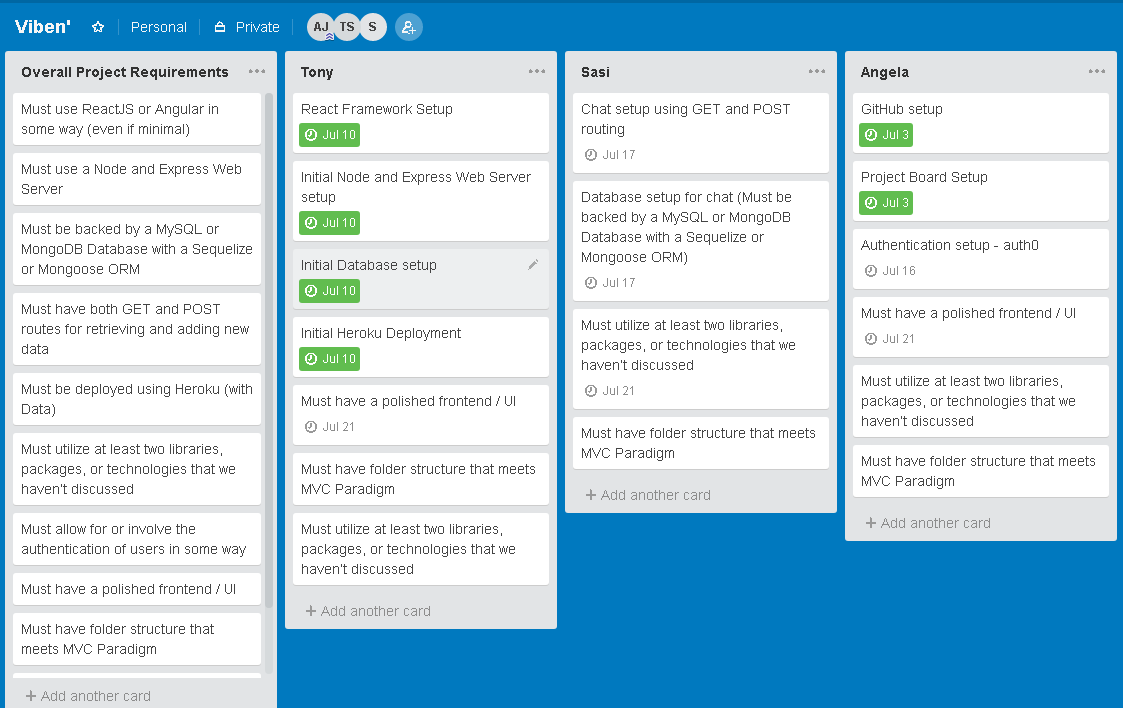 Viben' Personal Private AJ TS S
Overall Project Requirements
Must use ReactJS or Angular in
some way (even if minimal)
Must use a Node and Express Web
Server
Must be backed by a MySQL or
MongoDB Database with a Sequelize
or Mongoose ORM
Must have both GET and POST
routes for retrieving and adding new
data
Must be deployed using Heroku (with
Data)
Must utilize at least two libraries,
packages, or technologies that we
haven't discussed
Must allow for or involve the
authentication of users in some way
Must have a polished frontend / UI
Must have folder structure that
meets MVC Paradigm
+ Add another card
Tony
React Framework Setup
Jul 10
Initial Node and Express Web Server
setup
Jul 10
Initial Database setup
Jul 10
Initial Heroku Deployment
Jul 10
Must have a polished frontend / UI
Jul 21
Must have folder structure that meets
MVC Paradigm
Must utilize at least two libraries,
packages, or technologies that we
haven't discussed
+ Add another card
Sasi
Chat setup using GET and POST
routing
Jul 17
Database setup for chat (Must be
backed by a MySQL or MongoDB
Database with a Sequelize or
Mongoose ORM)
Jul 17
Must utilize at least two libraries,
packages, or technologies that we
haven't discussed
Jul 21
Must have folder structure that meets
MVC Paradigm
+ Add another card
Angela
GitHub setup
Jul 3
Project Board Setup
Jul 3
Authentication setup - auth0
Jul 16
Must have a polished frontend / UI
Jul 21
Must utilize at least two libraries,
packages, or technologies that we
haven't discussed
Must have folder structure that meets
MVC Paradigm
+ Add another card